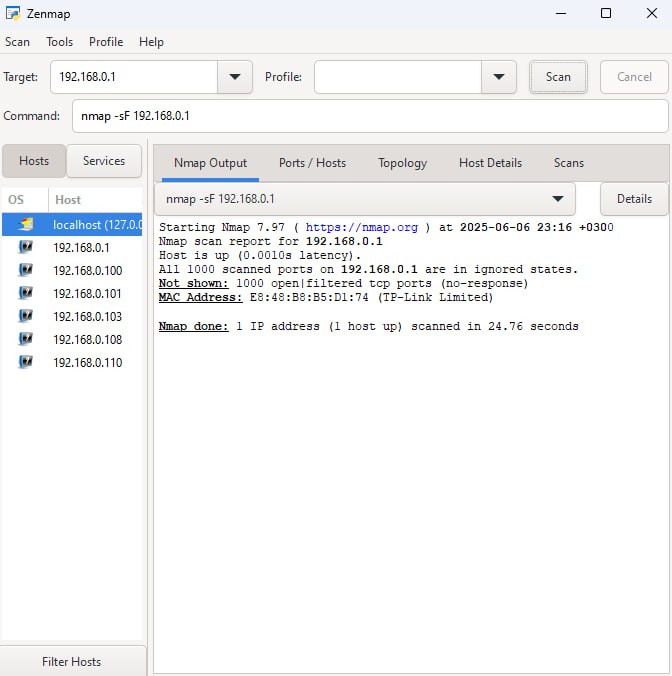 Zenmap
Scan Tools Profile Help
Target: 192.168.0.1 Profile: Scan Cancel
Command: nmap -sF 192.168.0.1
Hosts Services
Nmap Output Ports / Hosts Topology Host Details Scans
OS Host
nmap -sF 192.168.0.1 Details
localhost (127.0.0
192.168.0.1
192.168.0.100
192.168.0.101
192.168.0.103
192.168.0.108
192.168.0.110
Starting Nmap 7.97 ( https://nmap.org ) at 2025-06-06 23:16 +0300
Nmap scan report for 192.168.0.1
Host is up (0.0010s latency).
All 1000 scanned ports on 192.168.0.1 are in ignored states.
Not shown: 1000 open|filtered tcp ports (no-response)
MAC Address: E8:48:B8:B5:D1:74 (TP-Link Limited)
Nmap done: 1 IP address (1 host up) scanned in 24.76 seconds
Filter Hosts